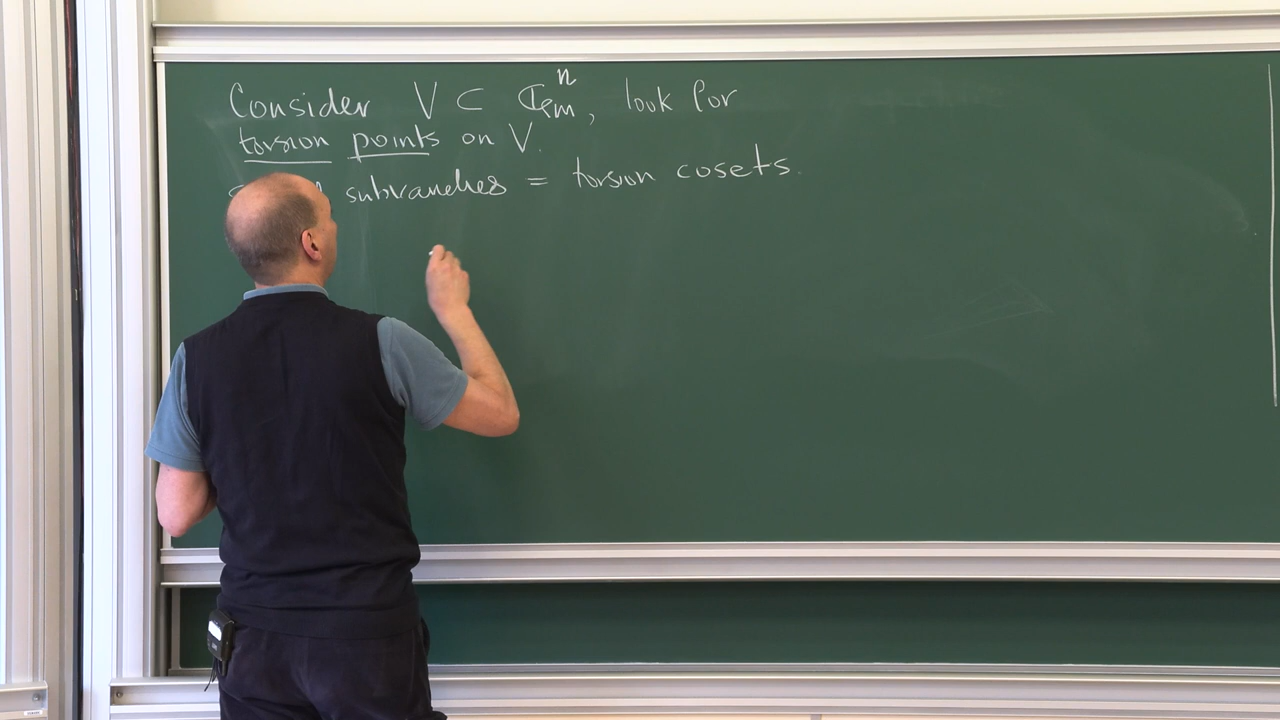 Consider V ⊂ 𝔾ₘⁿ, look for
torsion points on V.
subvarieties = torsion cosets.